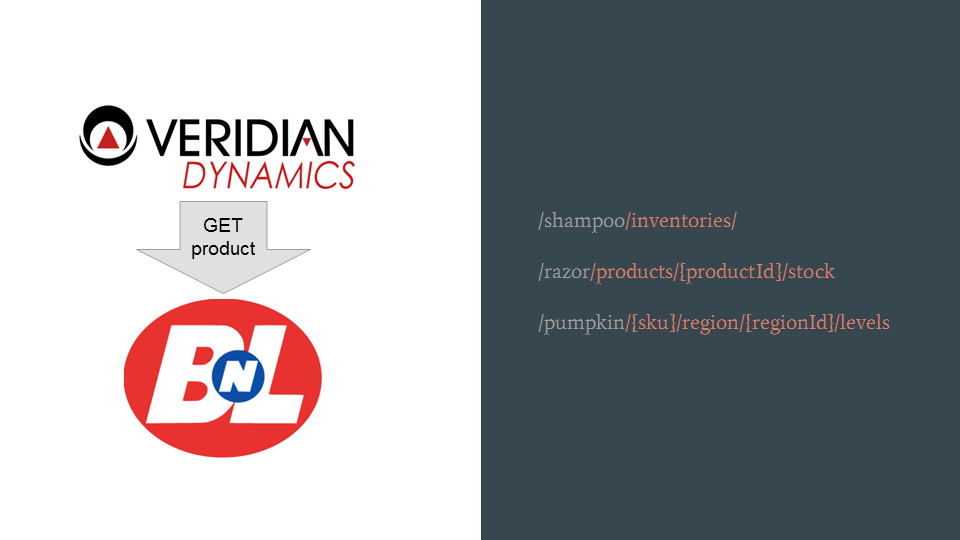 VERIDIAN
DYNAMICS
GET
product
BNL
/shampoo/inventories/
/razor/products/{productId}/stock
/pumpkin/{sku}/region/{regionId}/levels